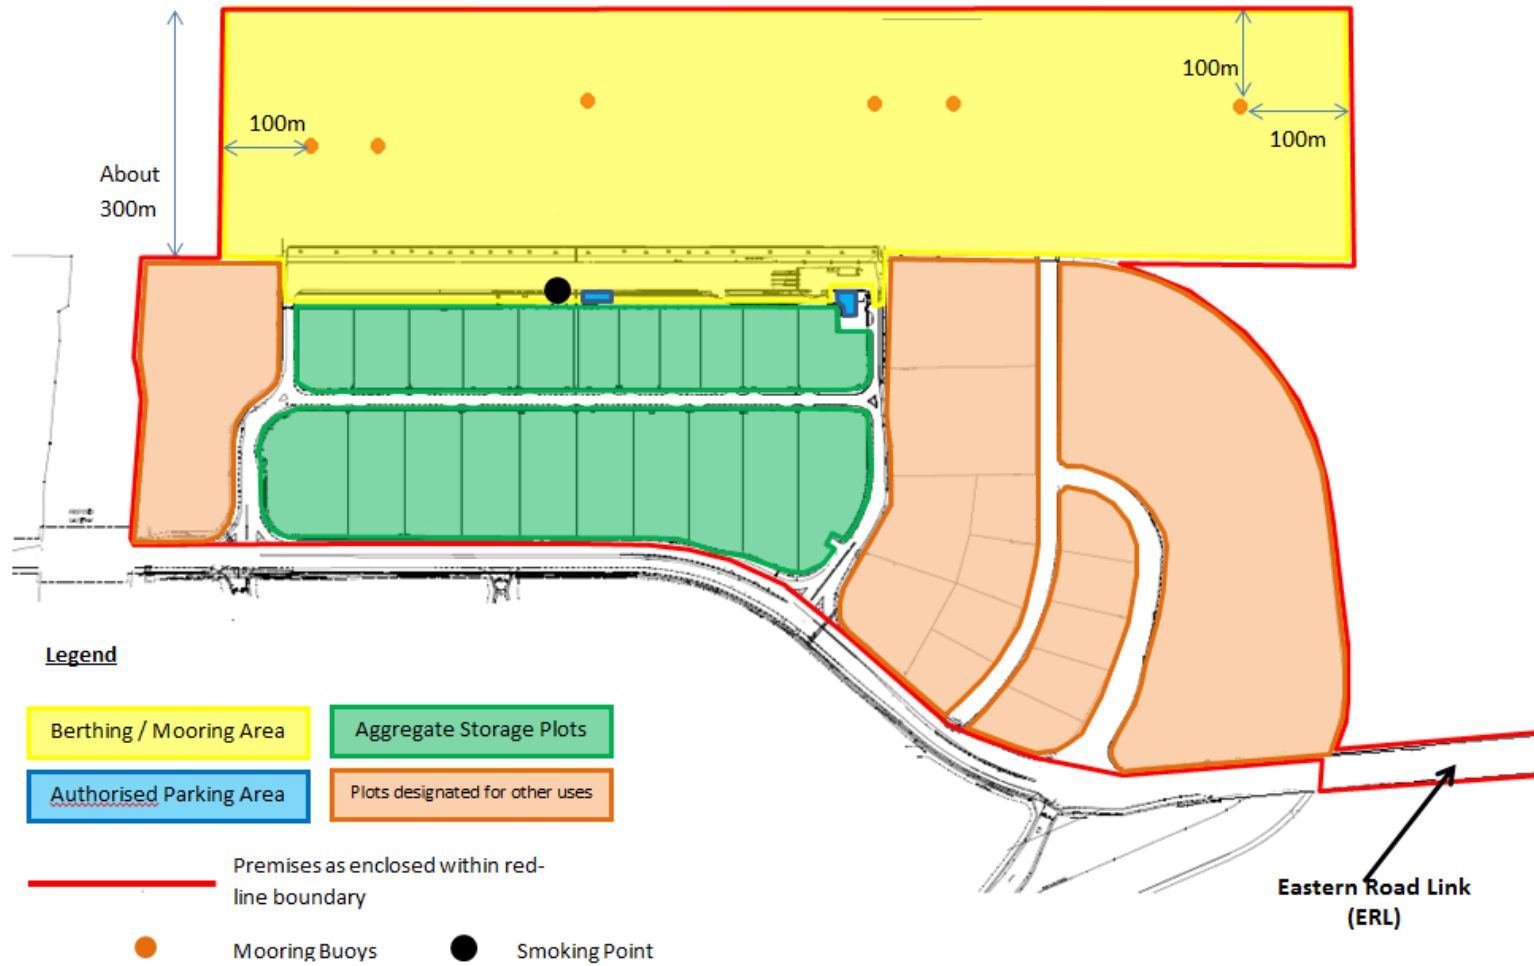 100m
100m
100m
About
300m
Legend
Berthing / Mooring Area
Aggregate Storage Plots
Authorised Parking Area
Plots designated for other uses
Premises as enclosed within red-
line boundary
Eastern Road Link
(ERL)
Mooring Buoys
Smoking Point